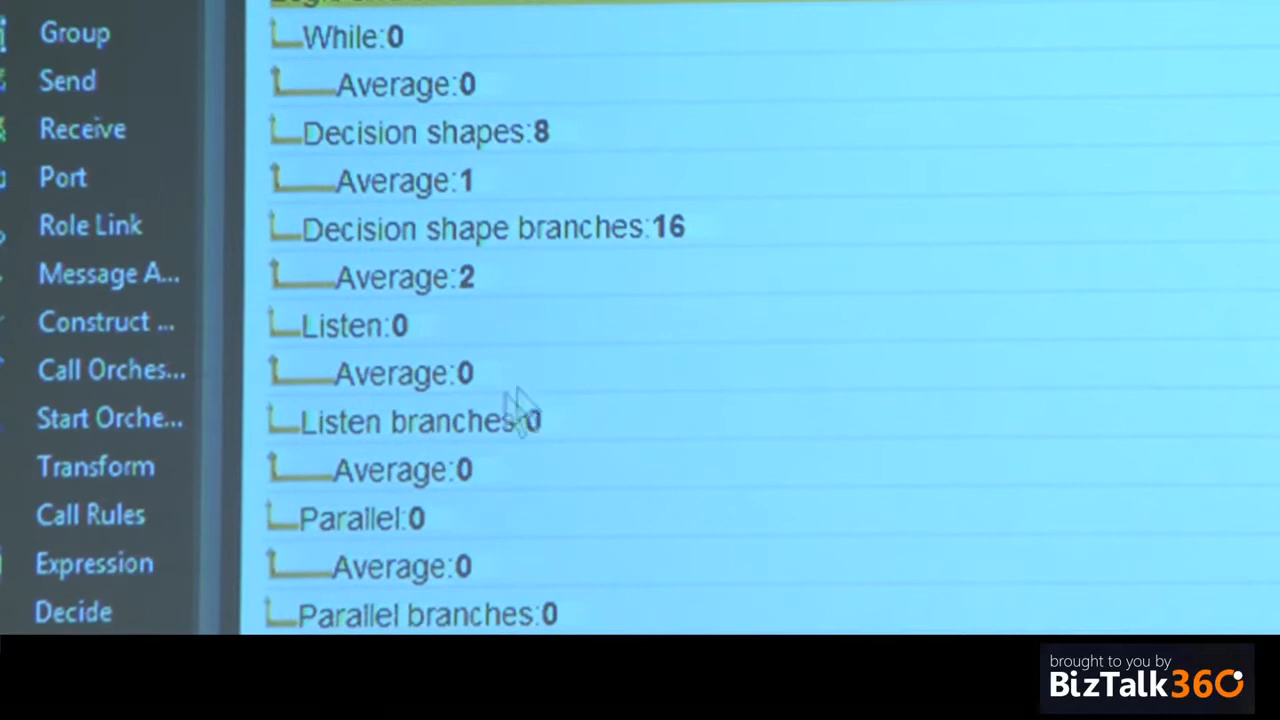 Group
Send
Receive
Port
Role Link
Message A...
Construct ...
Call Orches...
Start Orche...
Transform
Call Rules
Expression
Decide
While:0
Average:0
Decision shapes:8
Average:1
Decision shape branches:16
Average:2
Listen:0
Average:0
Listen branches:0
Average:0
Parallel:0
Average:0
Parallel branches:0
brought to you by
BizTalk360